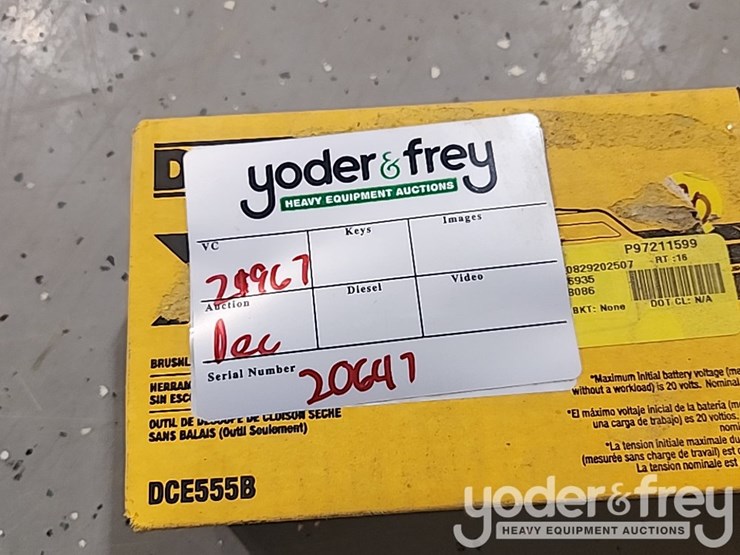 D
yoder & frey
HEAVY EQUIPMENT AUCTIONS
VC
Keys
Images
Auction
Diesel
Video
Dec
Serial Number
20647
P97211599
0829202507 RT :16
6935
B086
BKT: None DOT CL: N/A
BRUSHL
HERRAM
SIN ESC
OUTIL DE DÉCOUPE DE CLOISON SÈCHE
SANS BALAIS (Outil Seulement)
DCE555B
*Maximum initial battery voltage (me
without a workload) is 20 volts. Nominal
*El máximo voltaje inicial de la batería (m
una carga de trabajo) es 20 voltios.
nomi
*La tension initiale maximale du
(mesurée sans charge de travail) est
La tension nominale est
yoder & frey
HEAVY EQUIPMENT AUCTIONS